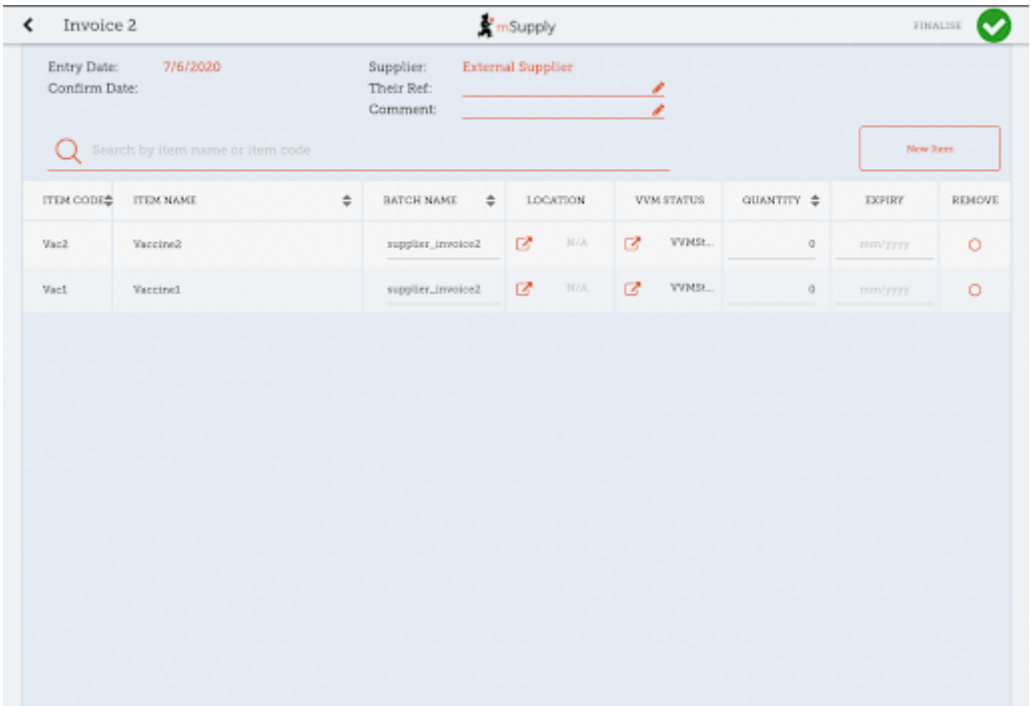 Invoice 2 mSupply FINALISE
Entry Date: 7/6/2020 Supplier: External Supplier
Confirm Date: Their Ref:
Comment:
Search by item name or item code New Item
ITEM CODE ITEM NAME BATCH NAME LOCATION VVM STATUS QUANTITY EXPIRY REMOVE
Vac2 Vaccine2 supplier_invoice2 N/A VVMSt... 0 mm/yyyy
Vac1 Vaccine1 supplier_invoice2 N/A VVMSt... 0 mm/yyyy